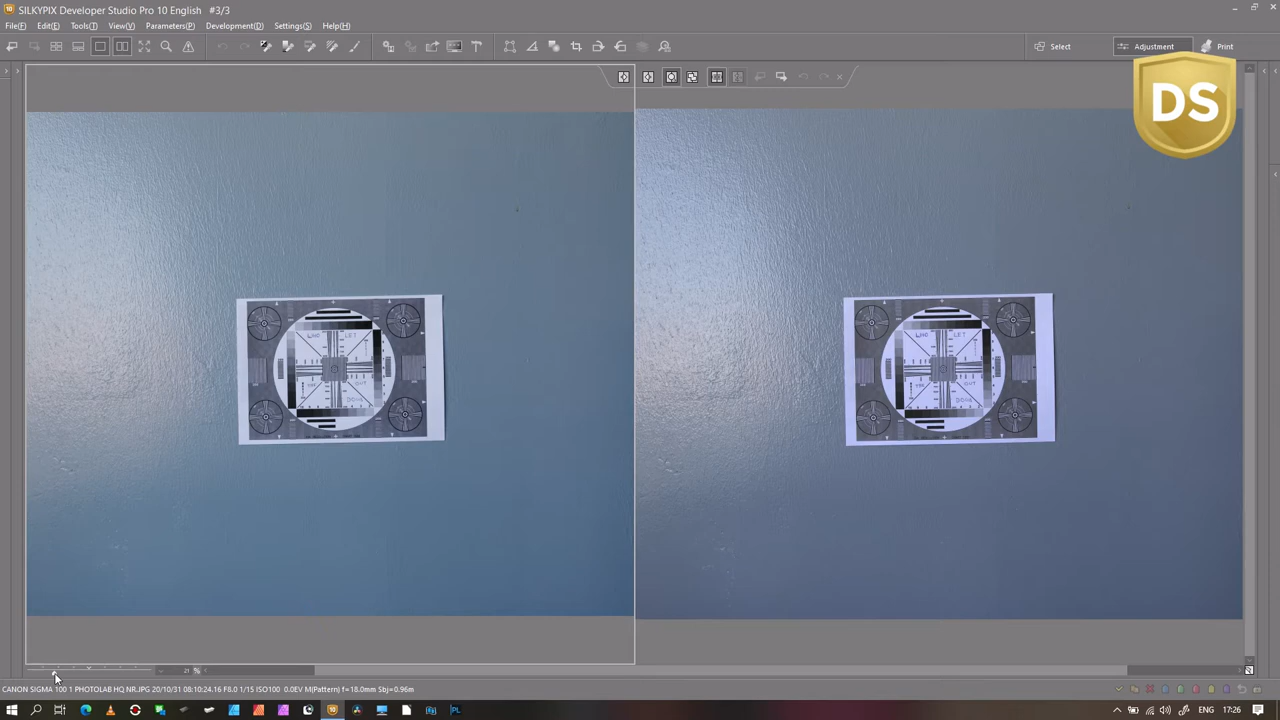 SILKYPIX Developer Studio Pro 10 English #3/3
File(F) Edit(E) Tools(T) View(V) Parameters(P) Development(D) Settings(S) Help(H)
Select Adjustment Print
DS
21 %
CANON SIGMA 100 1 PHOTOLAB HQ NR.JPG 20/10/31 08:10:24.16 F8.0 1/15 ISO100 0.0EV M(Pattern) f=18.0mm Sbj=0.96m
ENG 17:26